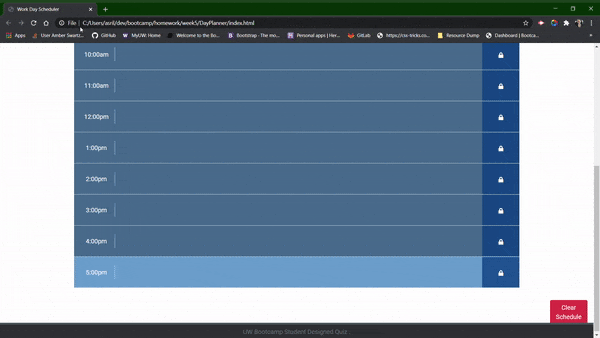 Work Day Scheduler
File | C:/Users/asril/dev/bootcamp/homework/week5/DayPlanner/index.html
Apps User Amber Swartz... GitHub MyUW: Home Welcome to the Bo... Bootstrap · The mo... Personal apps | Her... GitLab https://css-tricks.co... Resource Dump Dashboard | Bootca...
10:00am
11:00am
12:00pm
1:00pm
2:00pm
3:00pm
4:00pm
5:00pm
Clear
Schedule
UW Bootcamp Student Designed Quiz